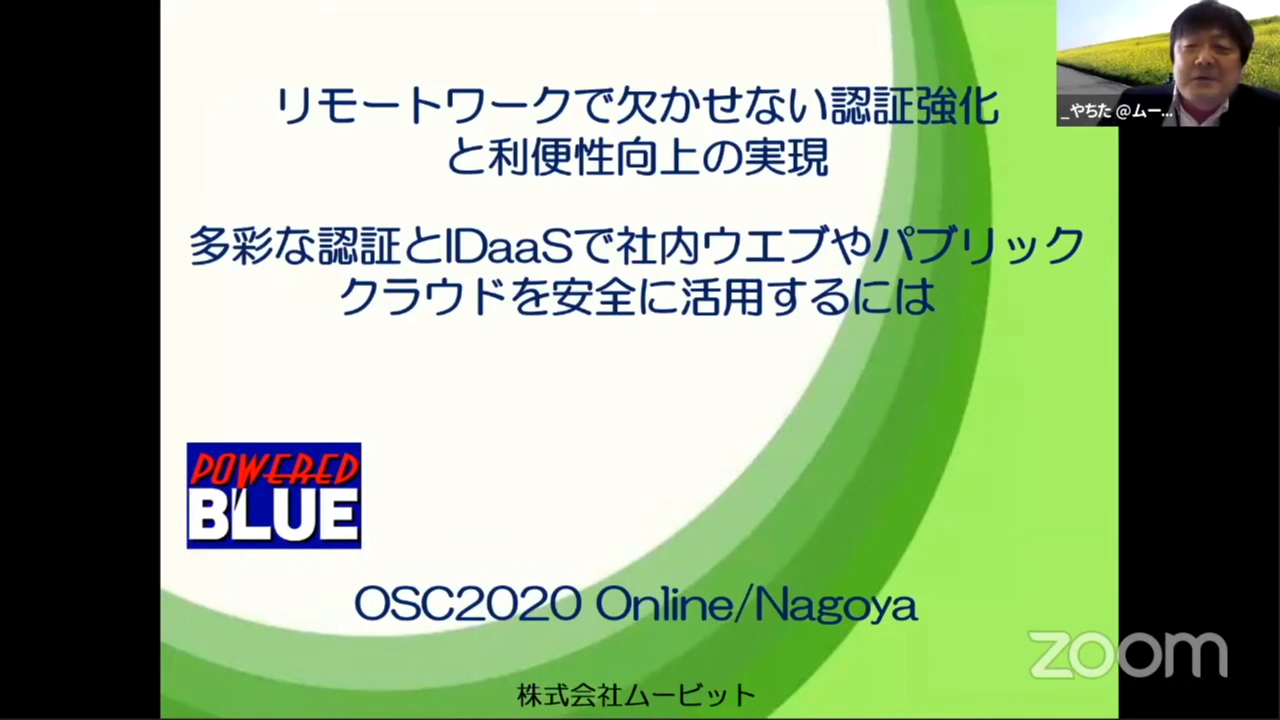 リモートワークで欠かせない認証強化
と利便性向上の実現
多彩な認証とIDaaSで社内ウエブやパブリック
クラウドを安全に活用するには
_やちた @ムー...
POWERED
BLUE
OSC2020 Online/Nagoya
zoom
株式会社ムービット